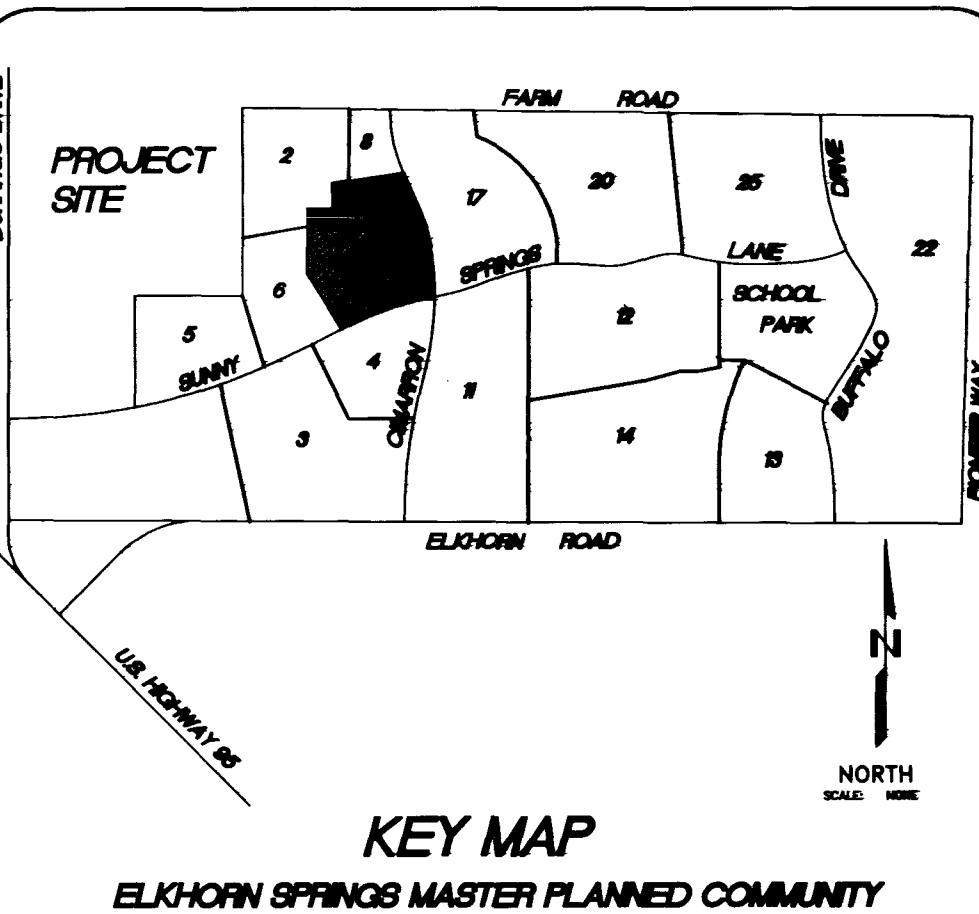 FARM ROAD
PROJECT
SITE
2
8
17
20
25
DRIVE
22
SPRINGS
LANE
6
SCHOOL
PARK
12
5
SUNNY
4
CIMARRON
11
BUFFALO
3
14
13
PIONEER WAY
ELKHORN ROAD
U.S. HIGHWAY 95
N
NORTH
SCALE: NONE
KEY MAP
ELKHORN SPRINGS MASTER PLANNED COMMUNITY